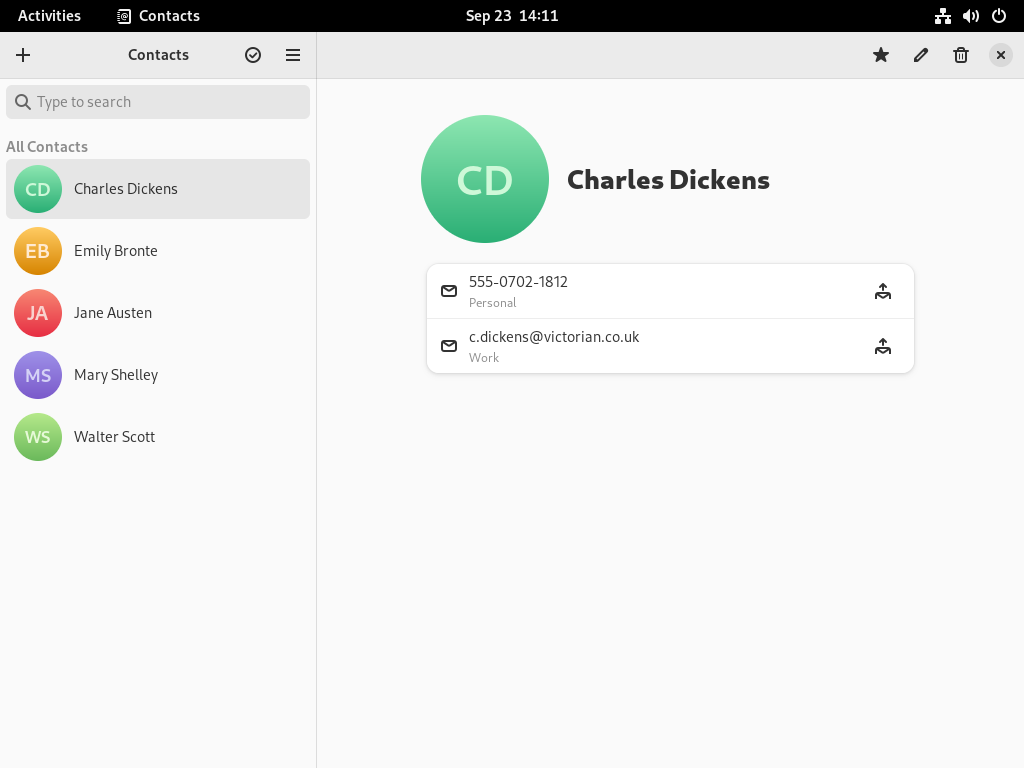 Activities
Contacts
Sep 23 14:11
Contacts
Type to search
All Contacts
CD
Charles Dickens
EB
Emily Bronte
JA
Jane Austen
MS
Mary Shelley
WS
Walter Scott
CD
Charles Dickens
555-0702-1812
Personal
c.dickens@victorian.co.uk
Work